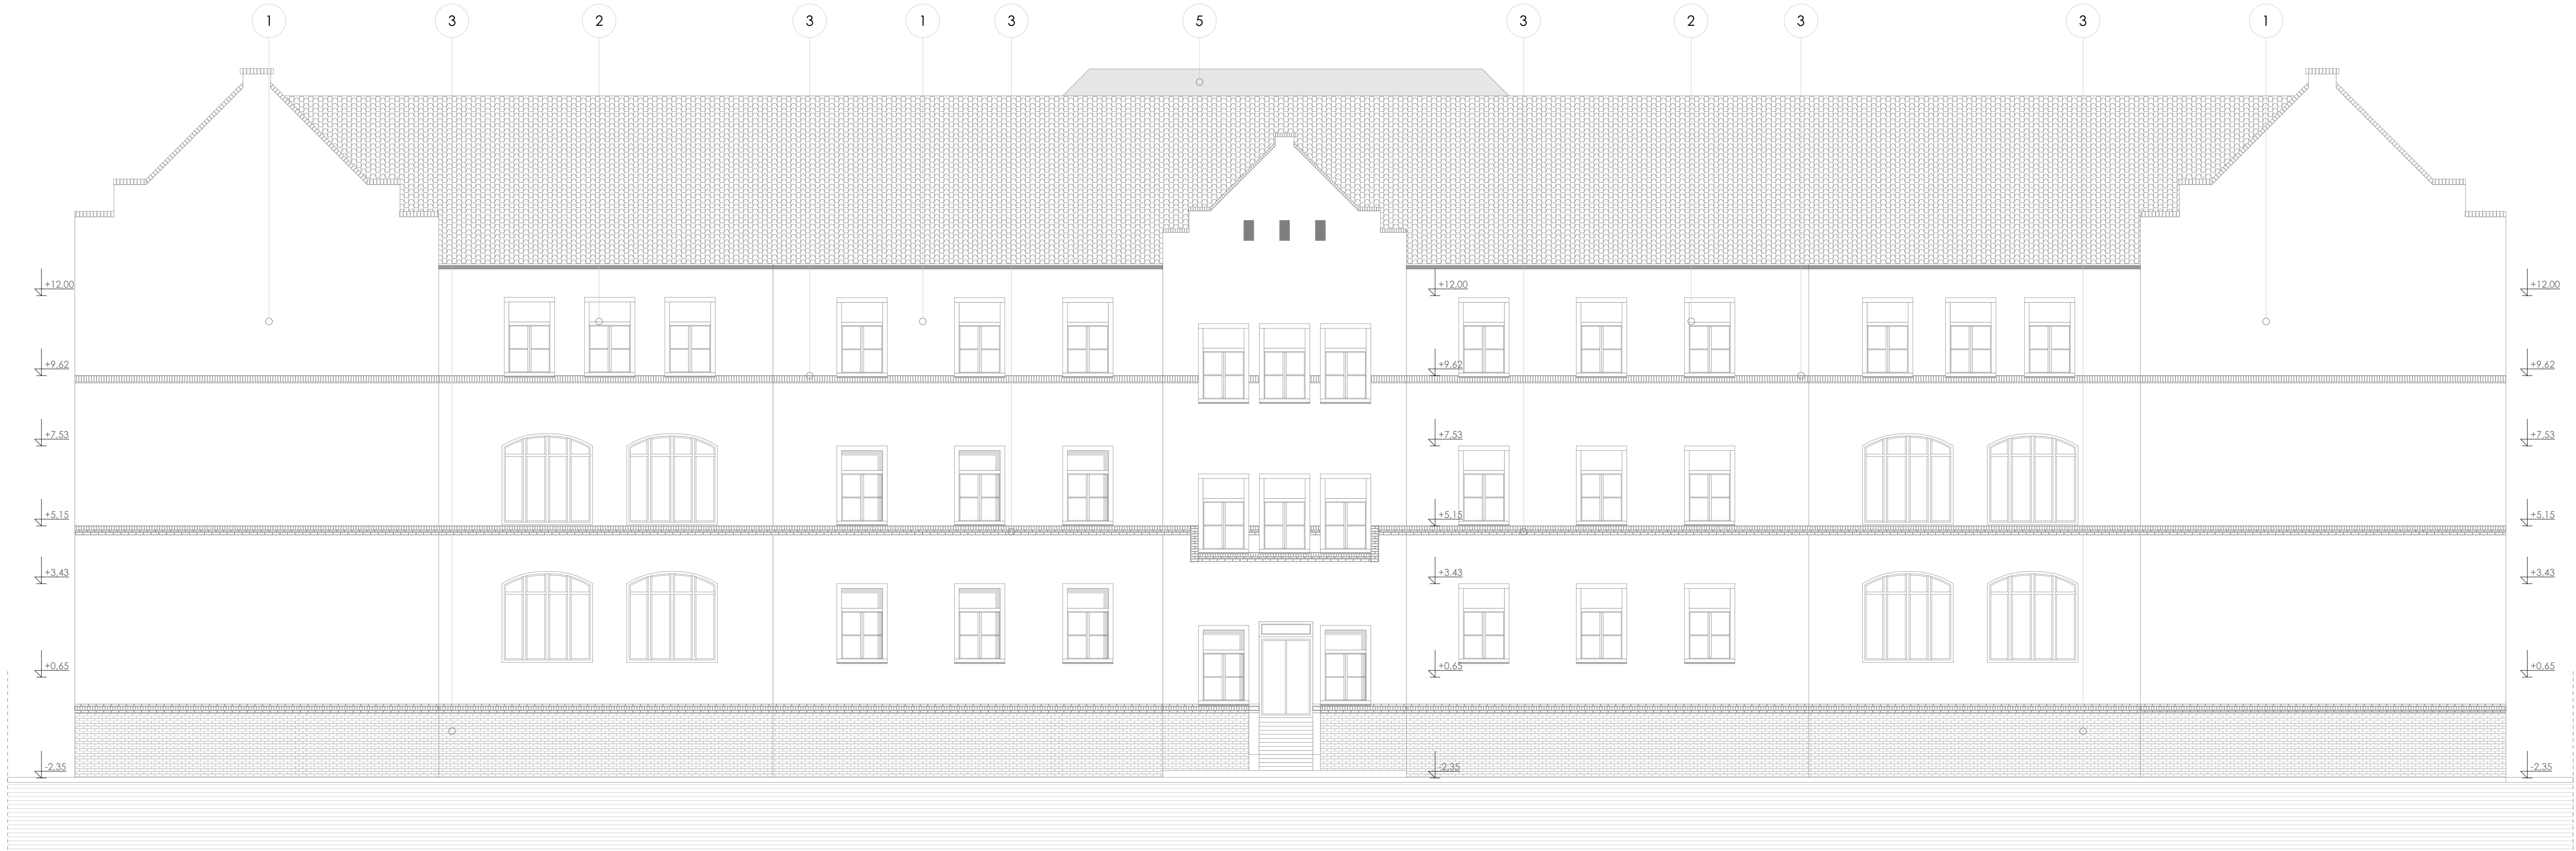 1 3 2 3 1 3 5 3 2 3 3 1
+12,00 +12,00 +12,00
+9,62 +9,62 +9,62
+7,53 +7,53 +7,53
+5,15 +5,15 +5,15
+3,43 +3,43 +3,43
+0,65 +0,65 +0,65
-2,35 -2,35 -2,35